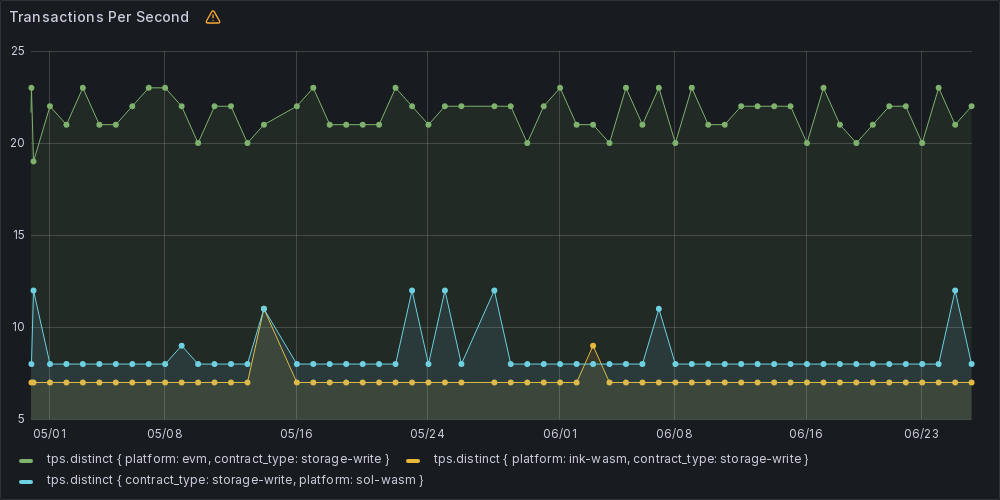 Transactions Per Second
25
20
15
10
5
05/01 05/08 05/16 05/24 06/01 06/08 06/16 06/23
tps.distinct { platform: evm, contract_type: storage-write } tps.distinct { platform: ink-wasm, contract_type: storage-write }
tps.distinct { contract_type: storage-write, platform: sol-wasm }